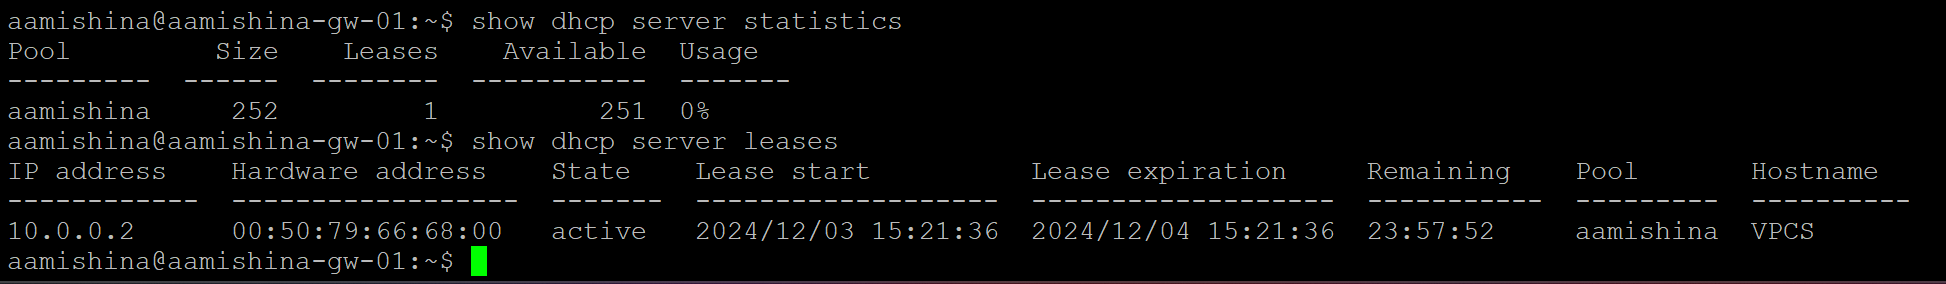 aamishina@aamishina-gw-01:~$ show dhcp server statistics
Pool         Size    Leases    Available  Usage
---------  ------  --------  -----------  -------
aamishina     252         1          251  0%
aamishina@aamishina-gw-01:~$ show dhcp server leases
IP address    Hardware address    State    Lease start          Lease expiration     Remaining    Pool       Hostname
------------  ------------------  -------  -------------------  -------------------  -----------  ---------  ----------
10.0.0.2      00:50:79:66:68:00   active   2024/12/03 15:21:36  2024/12/04 15:21:36  23:57:52     aamishina  VPCS
aamishina@aamishina-gw-01:~$